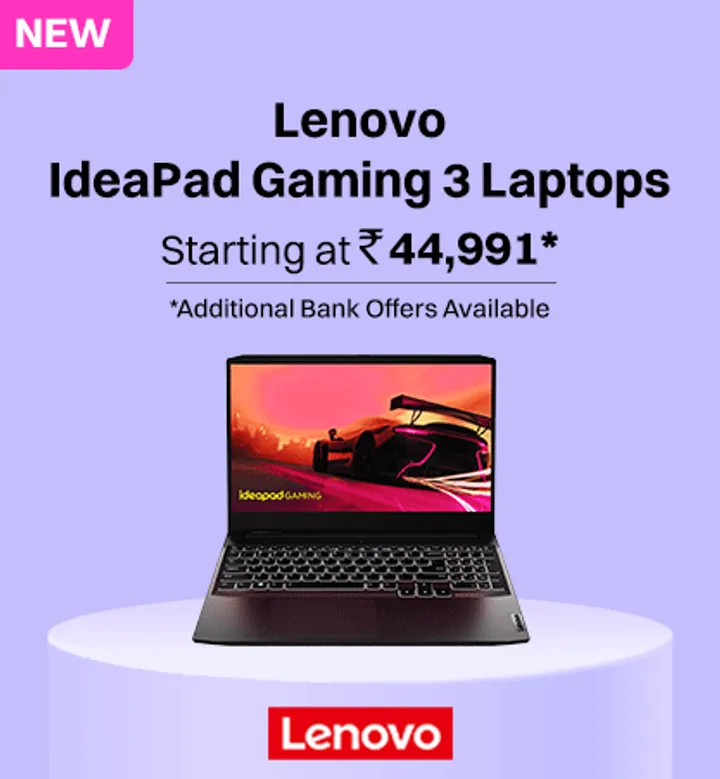 NEW
Lenovo
IdeaPad Gaming 3 Laptops
Starting at ₹ 44,991*
*Additional Bank Offers Available
ideapad GAMING
Lenovo